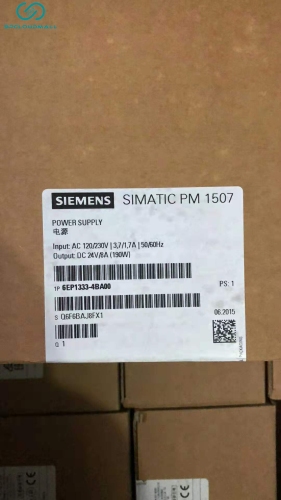 SIEMENS SIMATIC PM 1507
POWER SUPPLY
电源
Input: AC 120/230V | 3,7/1,7A | 50/60Hz
Output: DC 24V/8A (190W)
1P 6EP1333-4BA00
PS: 1
S Q6F6BAJ8FX1
06.2015
Q 1